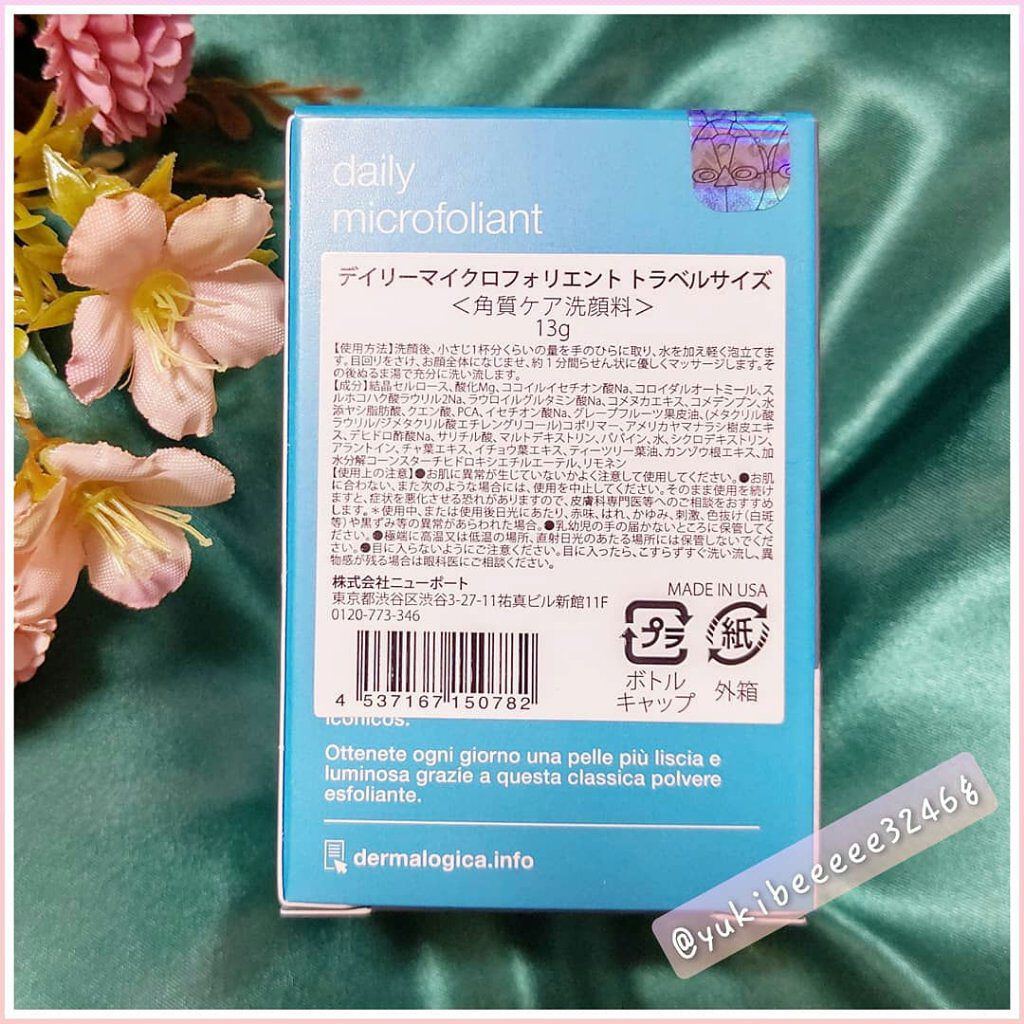 daily
microfoliant
デイリーマイクロフォリエント トラベルサイズ
＜角質ケア洗顔料＞
13g
【使用方法】洗顔後、小さじ1杯分くらいの量を手のひらに取り、水を加え軽く泡立てま
す。目回りをさけ、お顔全体になじませ、約１分間らせん状に優しくマッサージします。そ
の後ぬるま湯で充分に洗い流します。
【成分】結晶セルロース、酸化Mg、ココイルイセチオン酸Na、コロイダルオートミール、ス
ルホコハク酸ラウリル2Na、ラウロイルグルタミン酸Na、コメヌカエキス、コメデンプン、水
添ヤシ脂肪酸、クエン酸、PCA、イセチオン酸Na、グレープフルーツ果皮油、(メタクリル酸
ラウリル/ジメタクリル酸エチレングリコール)コポリマー、アメリカヤマナラシ樹皮エキ
ス、デヒドロ酢酸Na、サリチル酸、マルトデキストリン、パパイン、水、シクロデキストリン、
アラントイン、チャ葉エキス、イチョウ葉エキス、ティーツリー葉油、カンゾウ根エキス、加
水分解コーンスターチヒドロキシエチルエーテル、リモネン
【使用上の注意】●お肌に異常が生じていないかよく注意して使用してください。●お肌
に合わない、また次のような場合には、使用を中止してください。そのまま使用を続け
ますと、症状を悪化させる恐れがありますので、皮膚科専門医等へのご相談をおすすめ
します。＊使用中、または使用後日光にあたり、赤味、はれ、かゆみ、刺激、色抜け(白斑
等)や黒ずみ等の異常があらわれた場合。●乳幼児の手の届かないところに保管してく
ださい。●極端に高温又は低温の場所、直射日光のあたる場所には保管しないでくだ
さい。●目に入らないようにご注意ください。目に入ったら、こすらずすぐ洗い流し、異
物感が残る場合は眼科医にご相談ください。
株式会社ニューポート
東京都渋谷区渋谷3-27-11祐真ビル新館11F
0120-773-346
MADE IN USA
プラ
紙
ボトル
キャップ
外箱
4 537167 150782
icónicos.
Ottenete ogni giorno una pelle più liscia e
luminosa grazie a questa classica polvere
esfoliante.
dermalogica.info
@yukibeeeee3246g